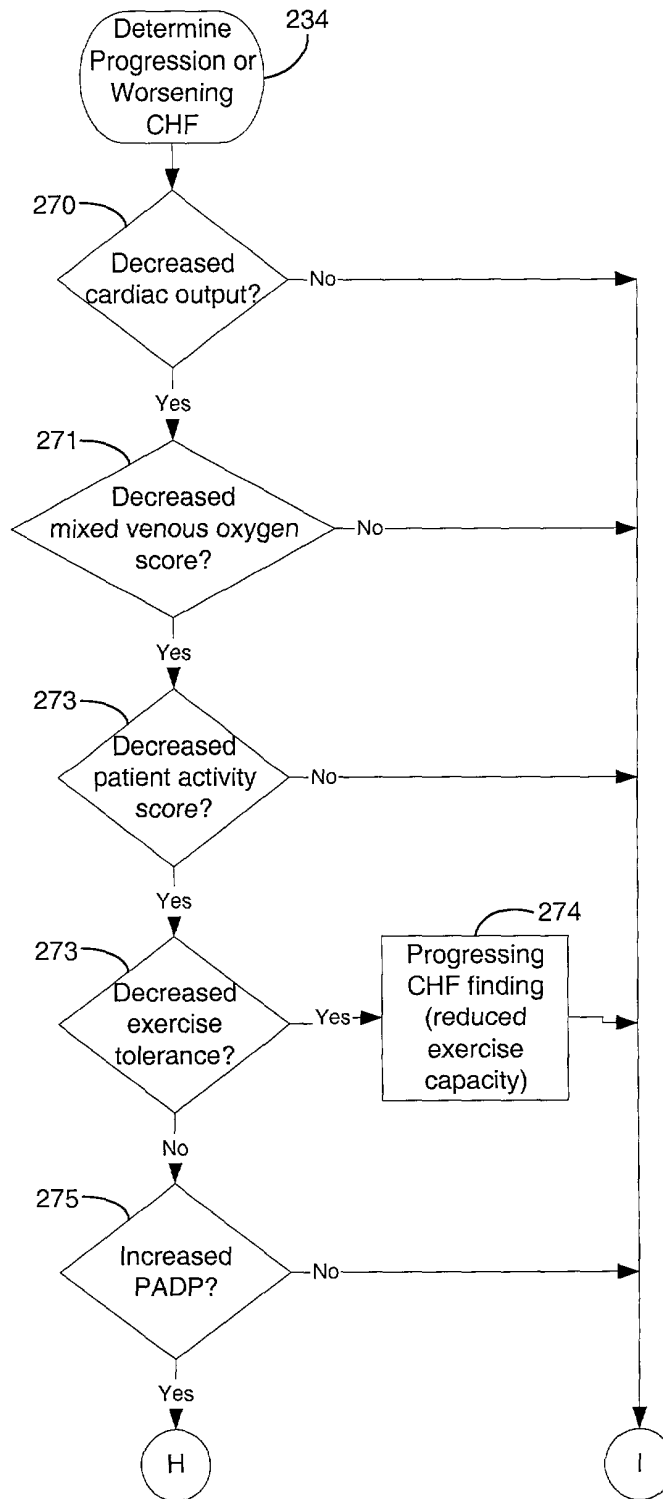 Determine
Progression or
Worsening
CHF
234
270
Decreased
cardiac output?
No
Yes
271
Decreased
mixed venous oxygen
score?
No
Yes
273
Decreased
patient activity
score?
No
Yes
273
Decreased
exercise
tolerance?
Yes
274
Progressing
CHF finding
(reduced
exercise
capacity)
No
275
Increased
PADP?
No
Yes
H
I